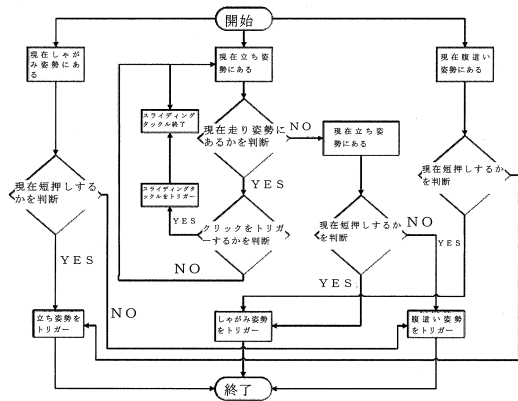 開始
現在しゃが
み姿勢にあ
る
現在立ち姿
勢にある
現在腹這い
姿勢にある
スライディング
タックル終了
現在走り姿勢に
あるかを判断
NO
現在立ち姿
勢にある
現在短押しする
かを判断
現在短押しするか
を判断
スライディングタ
ックルをトリガー
YES
YES
クリックをトリガ
ーするかを判断
現在短押しするか
を判断
NO
YES
YES
NO
YES
NO
立ち姿勢を
トリガー
しゃがみ姿勢
をトリガー
腹這い姿勢
をトリガー
終了